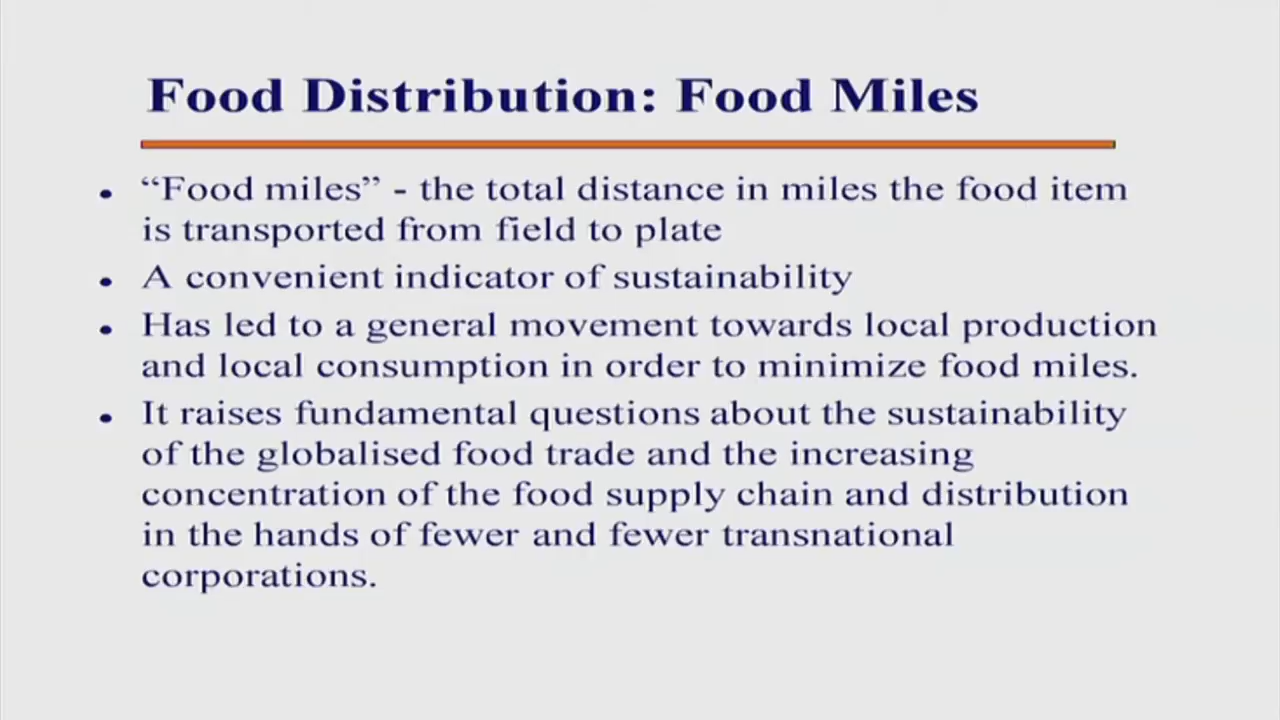 Food Distribution: Food Miles
• “Food miles” - the total distance in miles the food item
is transported from field to plate
• A convenient indicator of sustainability
• Has led to a general movement towards local production
and local consumption in order to minimize food miles.
• It raises fundamental questions about the sustainability
of the globalised food trade and the increasing
concentration of the food supply chain and distribution
in the hands of fewer and fewer transnational
corporations.